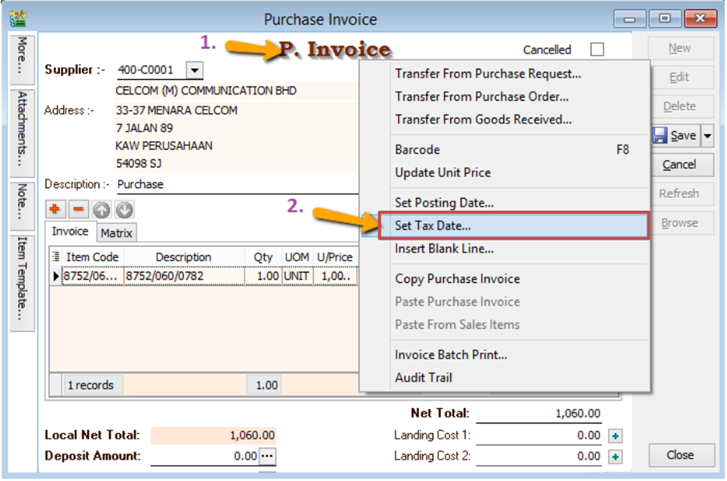 Purchase Invoice
1.
P. Invoice
Cancelled
More...
Attachments...
Note...
Item Template...
Supplier :- 400-C0001
CELCOM (M) COMMUNICATION BHD
Address :- 33-37 MENARA CELCOM
7 JALAN 89
KAW PERUSAHAAN
54098 SJ
Description :- Purchase
Transfer From Purchase Request...
Transfer From Purchase Order...
Transfer From Goods Received...
Barcode F8
Update Unit Price
Set Posting Date...
2.
Set Tax Date...
Insert Blank Line...
Copy Purchase Invoice
Paste Purchase Invoice
Paste From Sales Items
Invoice Batch Print...
Audit Trail
New
Edit
Delete
Save
Cancel
Refresh
Browse
Invoice Matrix
Item Code Description Qty UOM U/Price
8752/06... 8752/060/0782 1.00 UNIT 1,00..
1 records 1.00
Net Total: 1,060.00
Local Net Total: 1,060.00 Landing Cost 1: 0.00
Deposit Amount: 0.00 Landing Cost 2: 0.00
Close